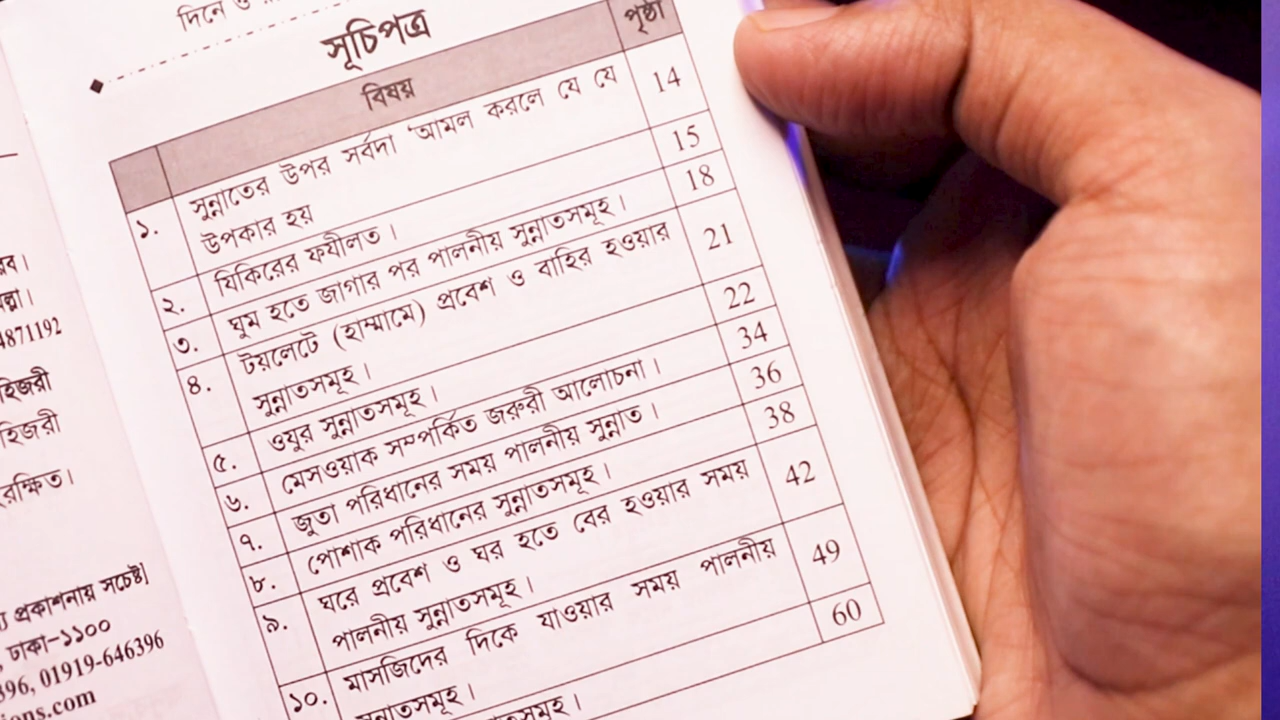 দিনে ও
সূচিপত্র
বিষয় পৃষ্ঠা
১. সুন্নাতের উপর সর্বদা 'আমল করলে যে যে 14
উপকার হয়
২. যিকিরের ফযীলত। 15
৩. ঘুম হতে জাগার পর পালনীয় সুন্নাতসমূহ। 18
৪. টয়লেটে (হাম্মামে) প্রবেশ ও বাহির হওয়ার 21
সুন্নাতসমূহ।
৫. ওযুর সুন্নাতসমূহ। 22
৬. মেসওয়াক সম্পর্কিত জরুরী আলোচনা। 34
৭. জুতা পরিধানের সময় পালনীয় সুন্নাত। 36
৮. পোশাক পরিধানের সুন্নাতসমূহ। 38
৯. ঘরে প্রবেশ ও ঘর হতে বের হওয়ার সময় 42
পালনীয় সুন্নাতসমূহ।
১০. মাসজিদের দিকে যাওয়ার সময় পালনীয় 49
সুন্নাতসমূহ।
60
4871192
হিজরী
হিজরী
প্রকাশনায় সচেষ্ট]
ঢাকা-১১০০
396, 01919-646396
ons.com